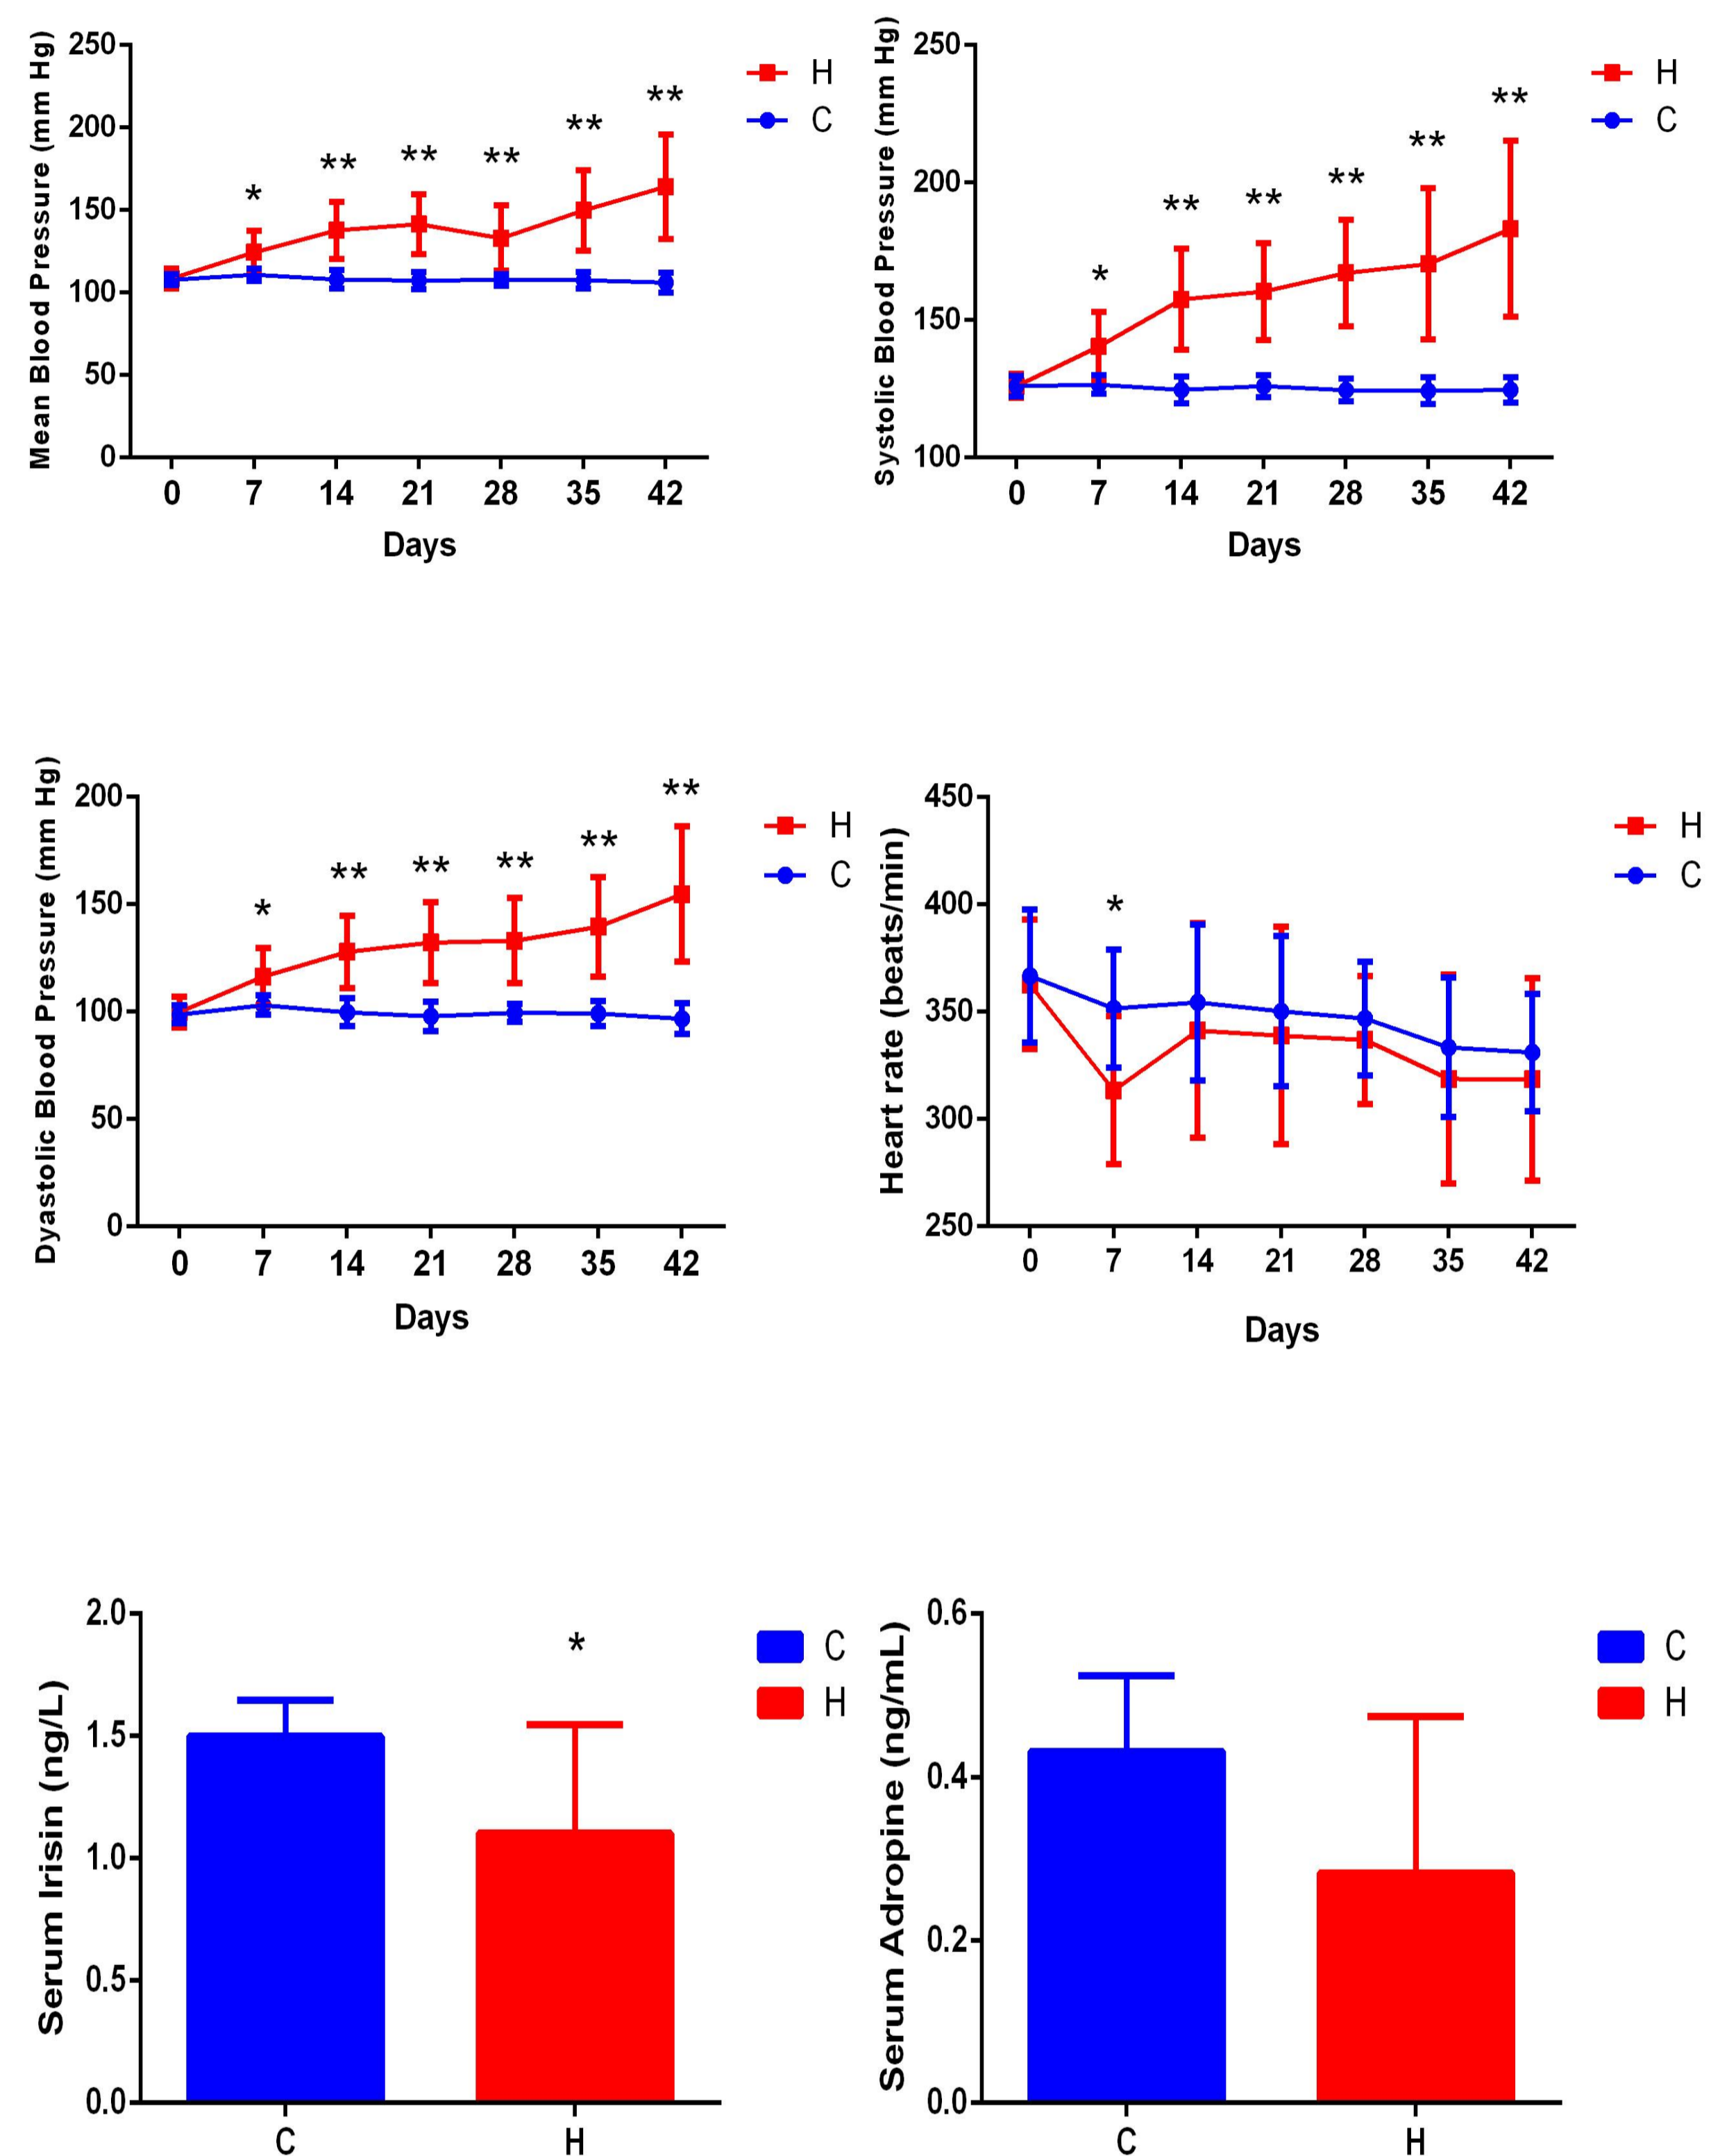 Mean Blood Pressure (mm Hg)
250
200
150
100
50
0
* ** ** ** ** **
0 7 14 21 28 35 42
Days
H
C
Systolic Blood Pressure (mm Hg)
250
200
150
100
* ** ** ** ** **
0 7 14 21 28 35 42
Days
H
C
Dyastolic Blood Pressure (mm Hg)
200
150
100
50
0
* ** ** ** ** **
0 7 14 21 28 35 42
Days
H
C
Heart rate (beats/min)
450
400
350
300
250
*
0 7 14 21 28 35 42
Days
H
C
Serum Irisin (ng/L)
2.0
1.5
1.0
0.5
0.0
*
C H
C
H
Serum Adropine (ng/mL)
0.6
0.4
0.2
0.0
C H
C
H